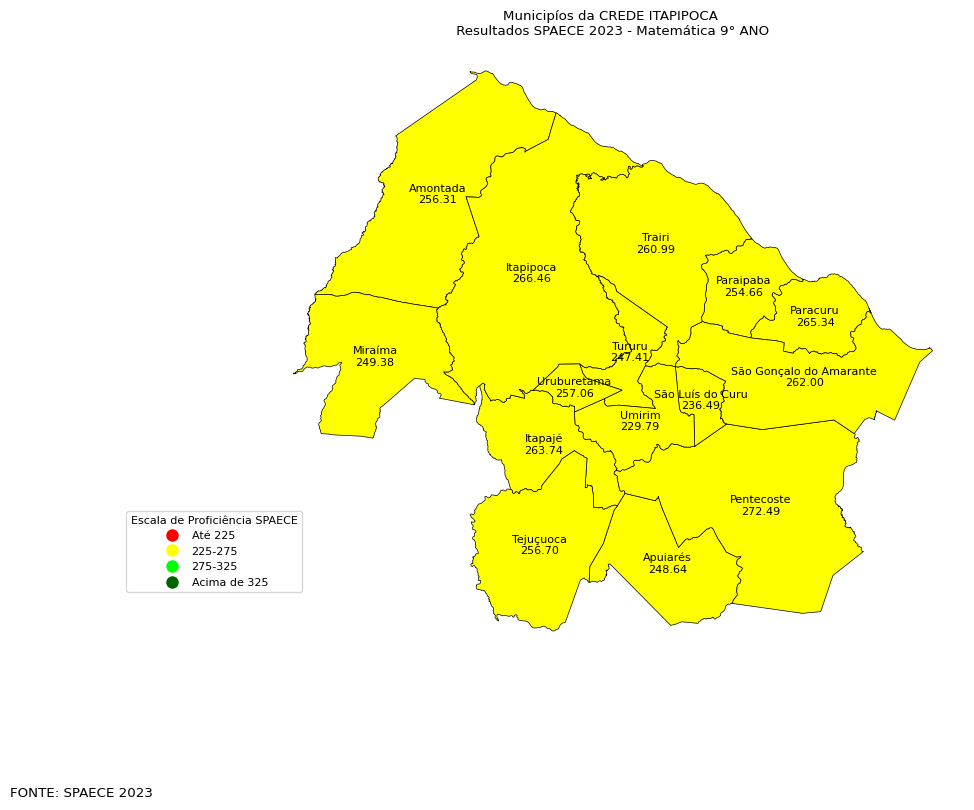 Municipíos da CREDE ITAPIPOCA
Resultados SPAECE 2023 - Matemática 9° ANO
Amontada
256.31
Trairi
260.99
Itapipoca
266.46
Paraipaba
254.66
Paracuru
265.34
Miraíma
249.38
Tururu
247.41
São Gonçalo do Amarante
262.00
Uruburetama
257.06
São Luís do Curu
236.49
Umirim
229.79
Itapajé
263.74
Pentecoste
272.49
Tejuçuoca
256.70
Apuiarés
248.64
Escala de Proficiência SPAECE
Até 225
225-275
275-325
Acima de 325
FONTE: SPAECE 2023